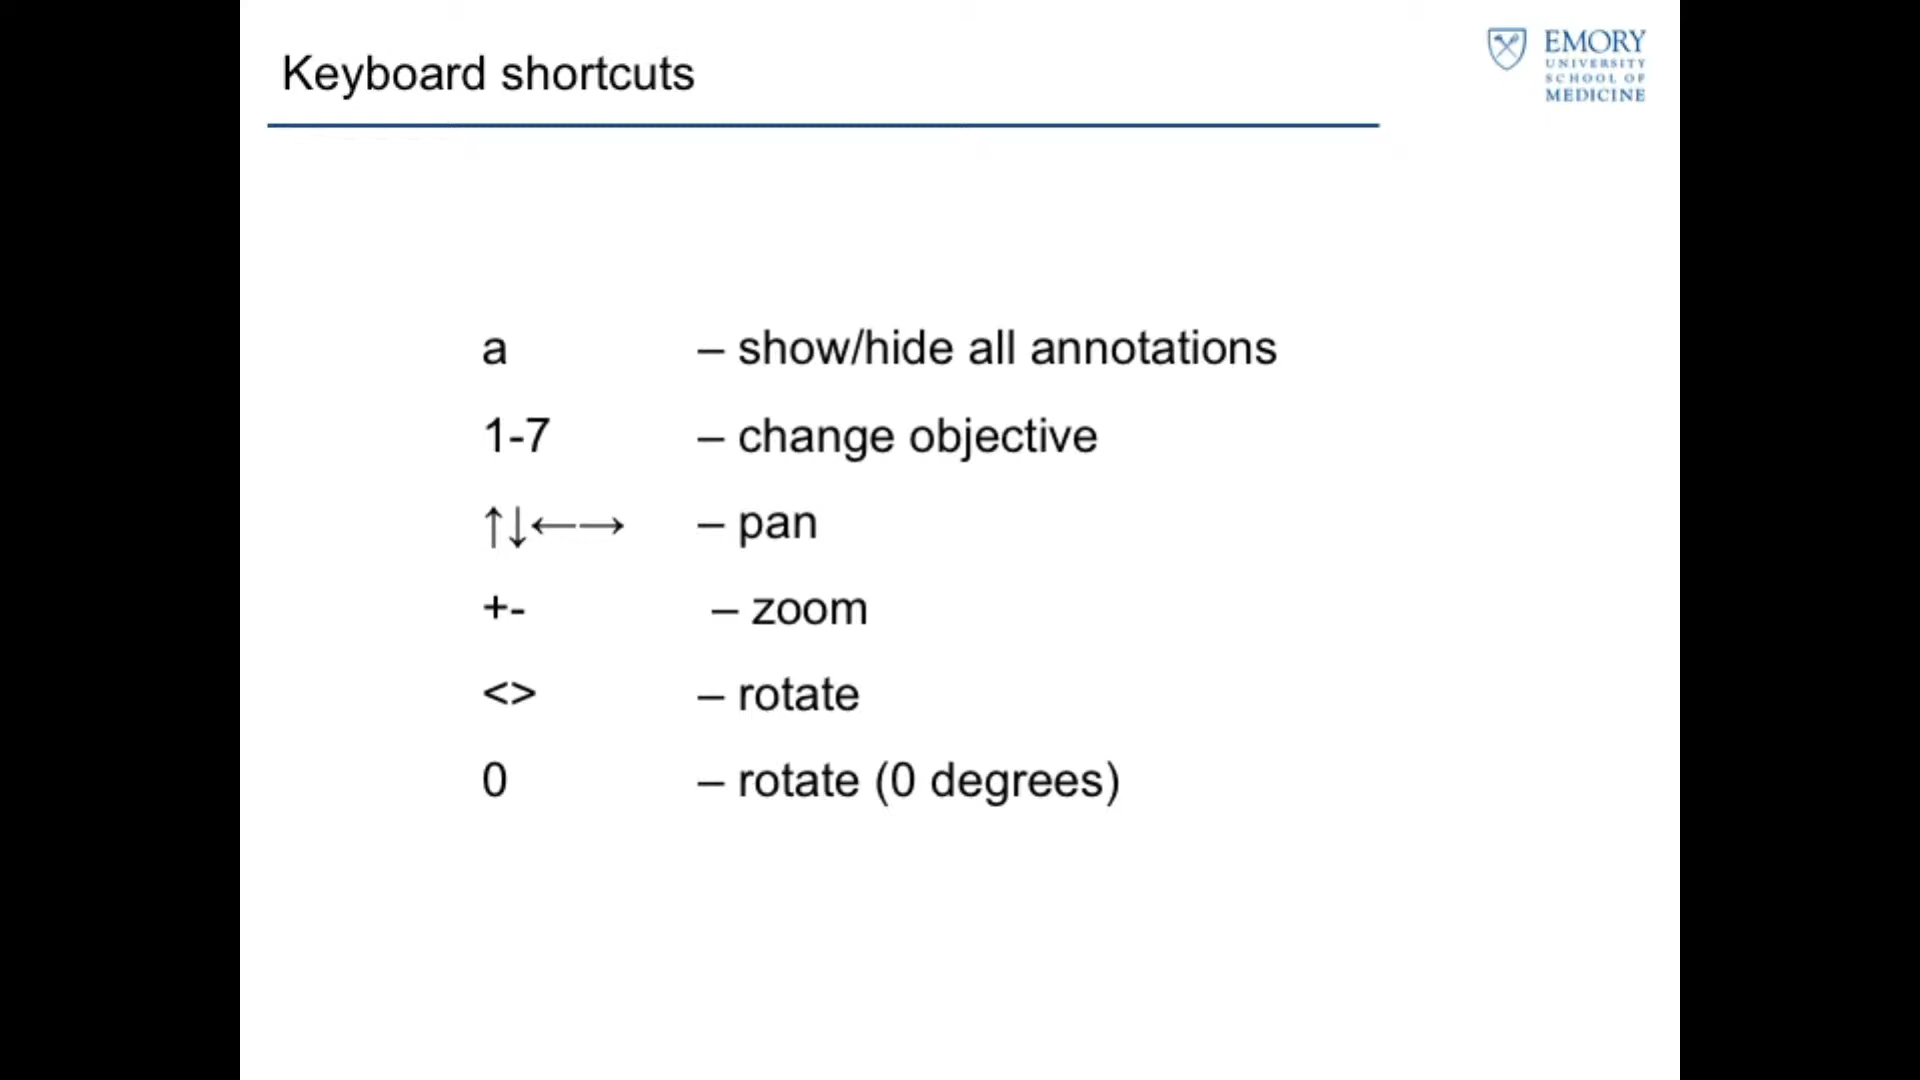 Keyboard shortcuts
EMORY
UNIVERSITY
SCHOOL OF
MEDICINE
a – show/hide all annotations
1-7 – change objective
↑↓←→ – pan
+- – zoom
<> – rotate
0 – rotate (0 degrees)